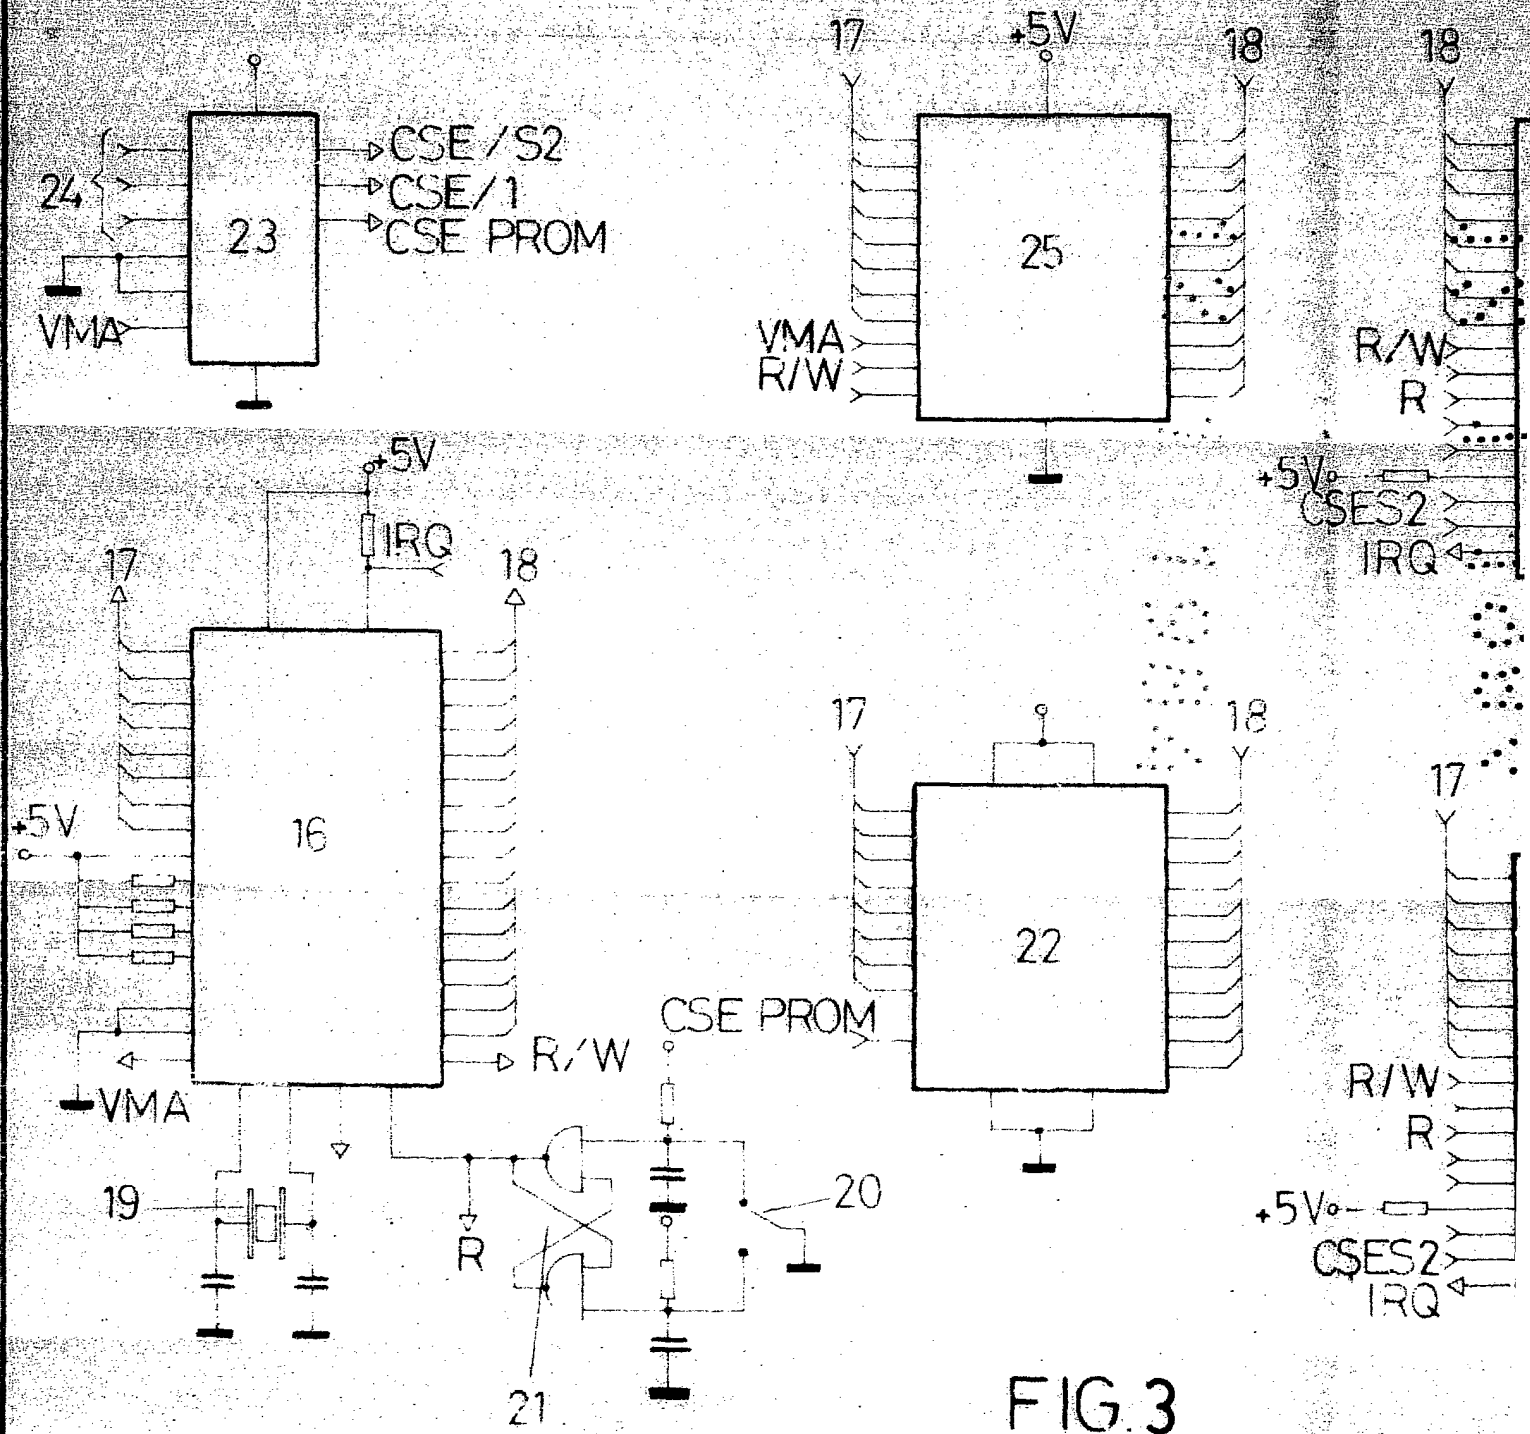 17
+5V
18
18
CSE/S2
24
CSE/1
CSE PROM
23
25
VMA
VMA
R/W
R/W
R
+5V
+5V
CSES2
IRQ
IRQ
17
18
17
18
17
+5V
16
22
CSE PROM
R/W
R/W
VMA
R
19
20
+5V
R
CSES2
IRQ
21
FIG.3